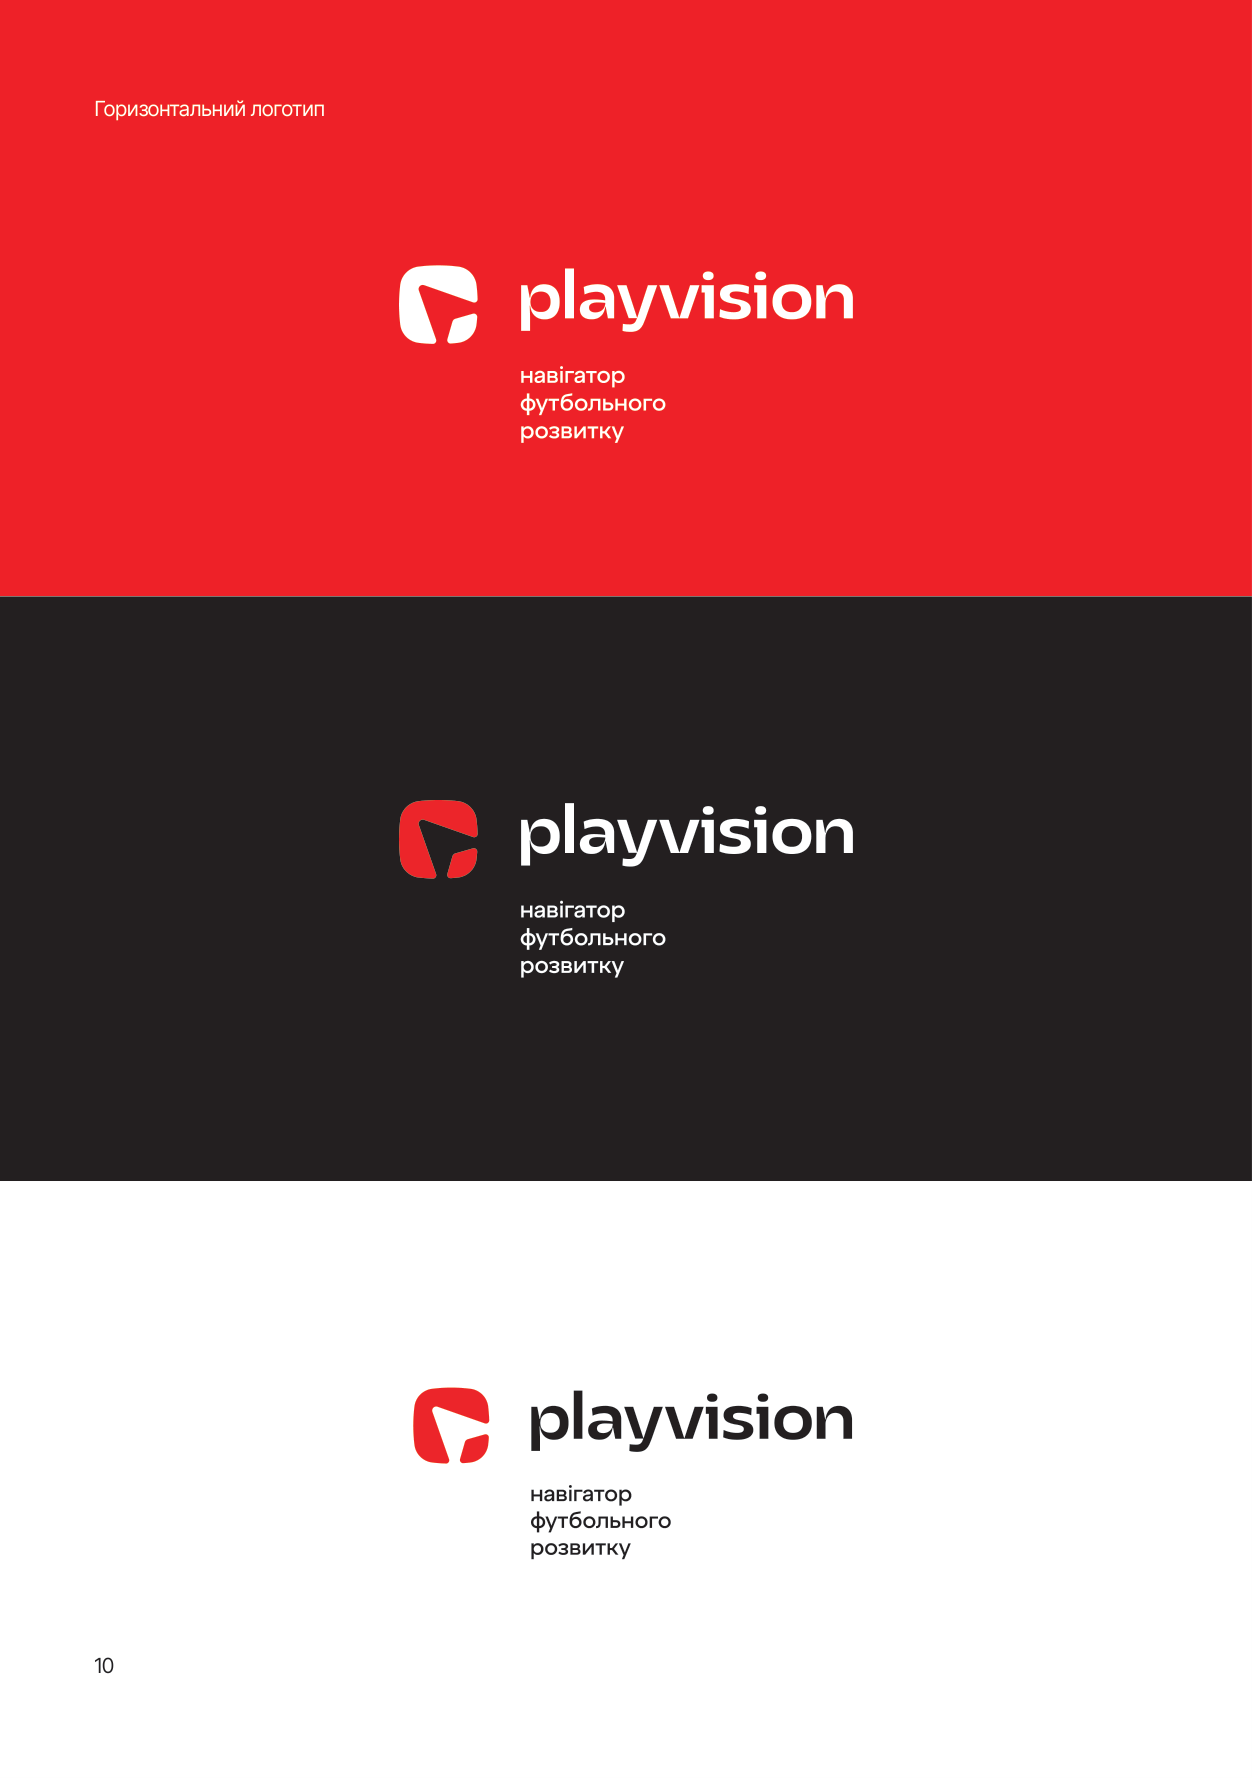 Горизонтальний логотип
playvision
навігатор
футбольного
розвитку
playvision
навігатор
футбольного
розвитку
playvision
навігатор
футбольного
розвитку
10